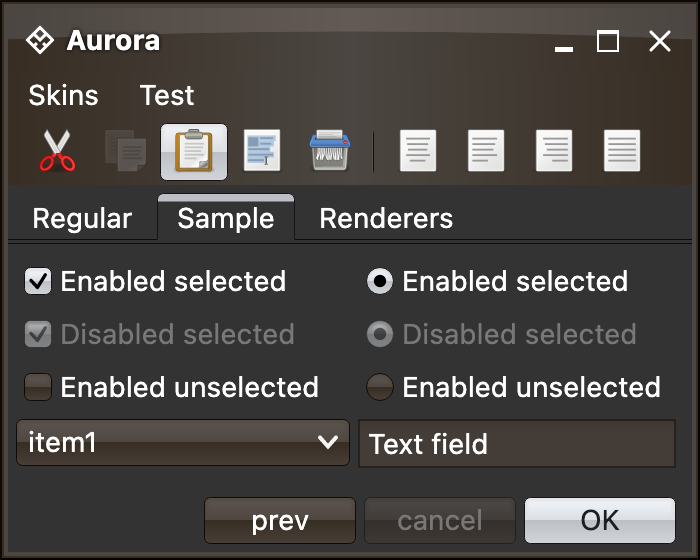 Aurora
Skins Test
Regular Sample Renderers
Enabled selected Enabled selected
Disabled selected Disabled selected
Enabled unselected Enabled unselected
item1 Text field
prev cancel OK